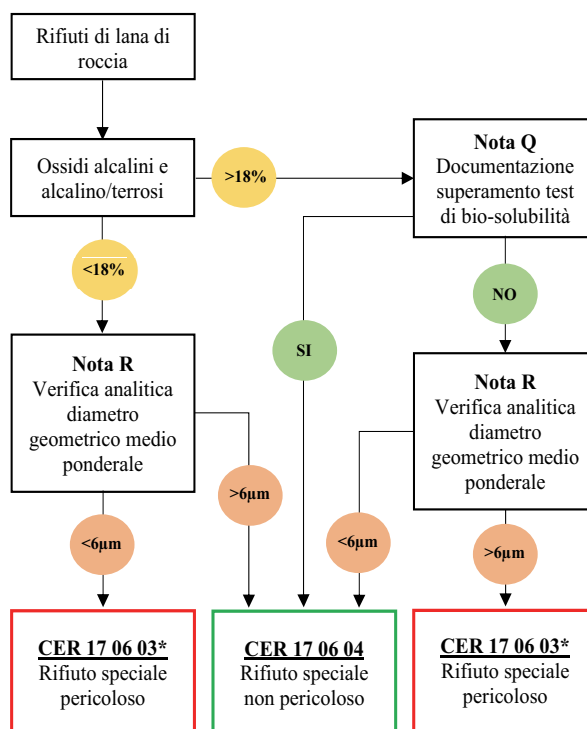 Rifiuti di lana di
roccia
Ossidi alcalini e
alcalino/terrosi
>18%
Nota Q
Documentazione
superamento test
di bio-solubilità
<18%
NO
SI
Nota R
Verifica analitica
diametro
geometrico medio
ponderale
Nota R
Verifica analitica
diametro
geometrico medio
ponderale
<6µm
>6µm
<6µm
>6µm
CER 17 06 03*
Rifiuto speciale
pericoloso
CER 17 06 04
Rifiuto speciale
non pericoloso
CER 17 06 03*
Rifiuto speciale
pericoloso